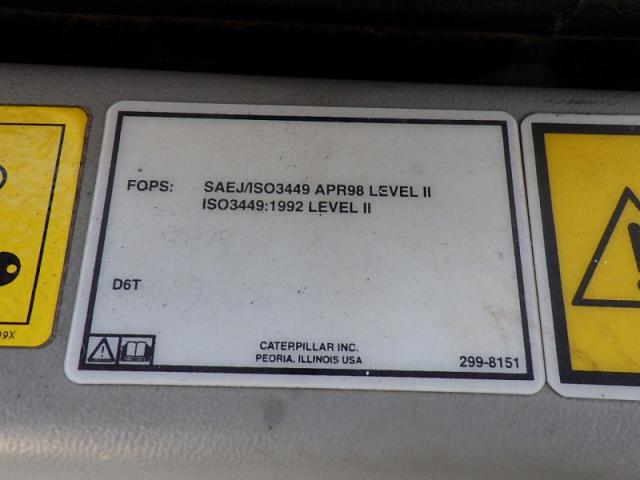 FOPS: SAEJ/ISO3449 APR98 LEVEL II
ISO3449:1992 LEVEL II
D6T
CATERPILLAR INC.
PEORIA, ILLINOIS USA
299-8151